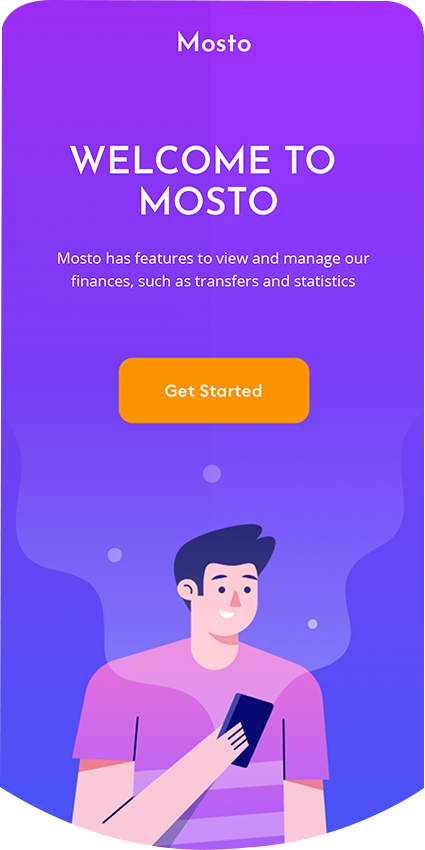 Mosto
WELCOME TO
MOSTO
Mosto has features to view and manage our
finances, such as transfers and statistics
Get Started